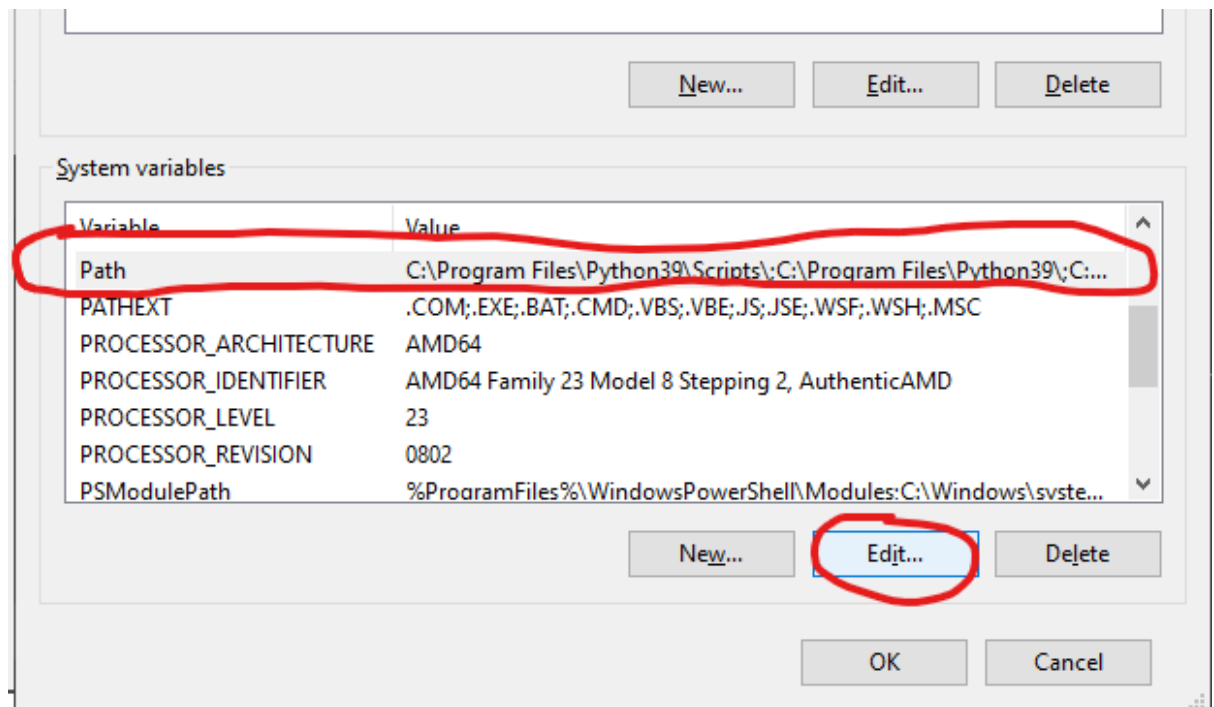 New... Edit... Delete
System variables
Variable Value
Path C:\Program Files\Python39\Scripts\;C:\Program Files\Python39\;C:...
PATHEXT .COM;.EXE;.BAT;.CMD;.VBS;.VBE;.JS;.JSE;.WSF;.WSH;.MSC
PROCESSOR_ARCHITECTURE AMD64
PROCESSOR_IDENTIFIER AMD64 Family 23 Model 8 Stepping 2, AuthenticAMD
PROCESSOR_LEVEL 23
PROCESSOR_REVISION 0802
PSModulePath %ProgramFiles%\WindowsPowerShell\Modules;C:\Windows\syste...
New... Edit... Delete
OK Cancel